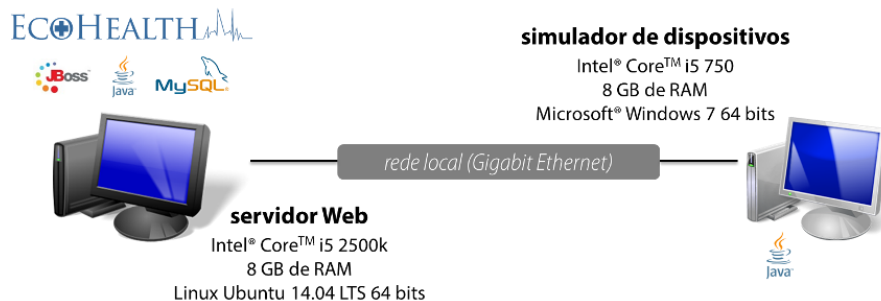 ECOHEALTH
JBoss
Java
MySQL
servidor Web
Intel® Core™ i5 2500k
8 GB de RAM
Linux Ubuntu 14.04 LTS 64 bits
rede local (Gigabit Ethernet)
simulador de dispositivos
Intel® Core™ i5 750
8 GB de RAM
Microsoft® Windows 7 64 bits
Java